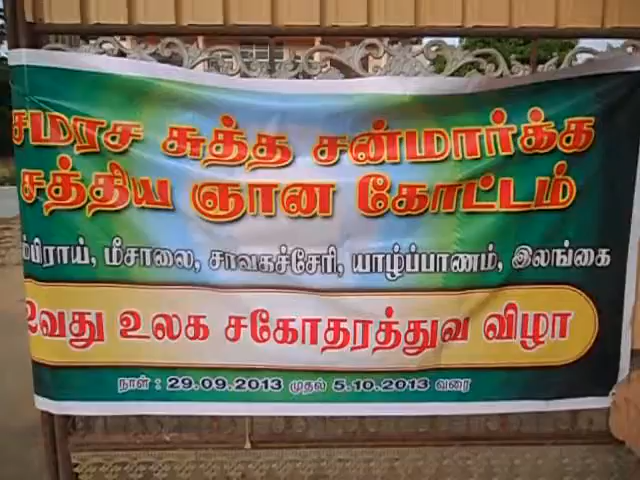 சமரச சுத்த சன்மார்க்க
சத்திய ஞான கோட்டம்
மீசாலை, சாவகச்சேரி, யாழ்ப்பாணம், இலங்கை
உலக சகோதரத்துவ விழா
நாள் : 29.09.2013 முதல் 5.10.2013 வரை